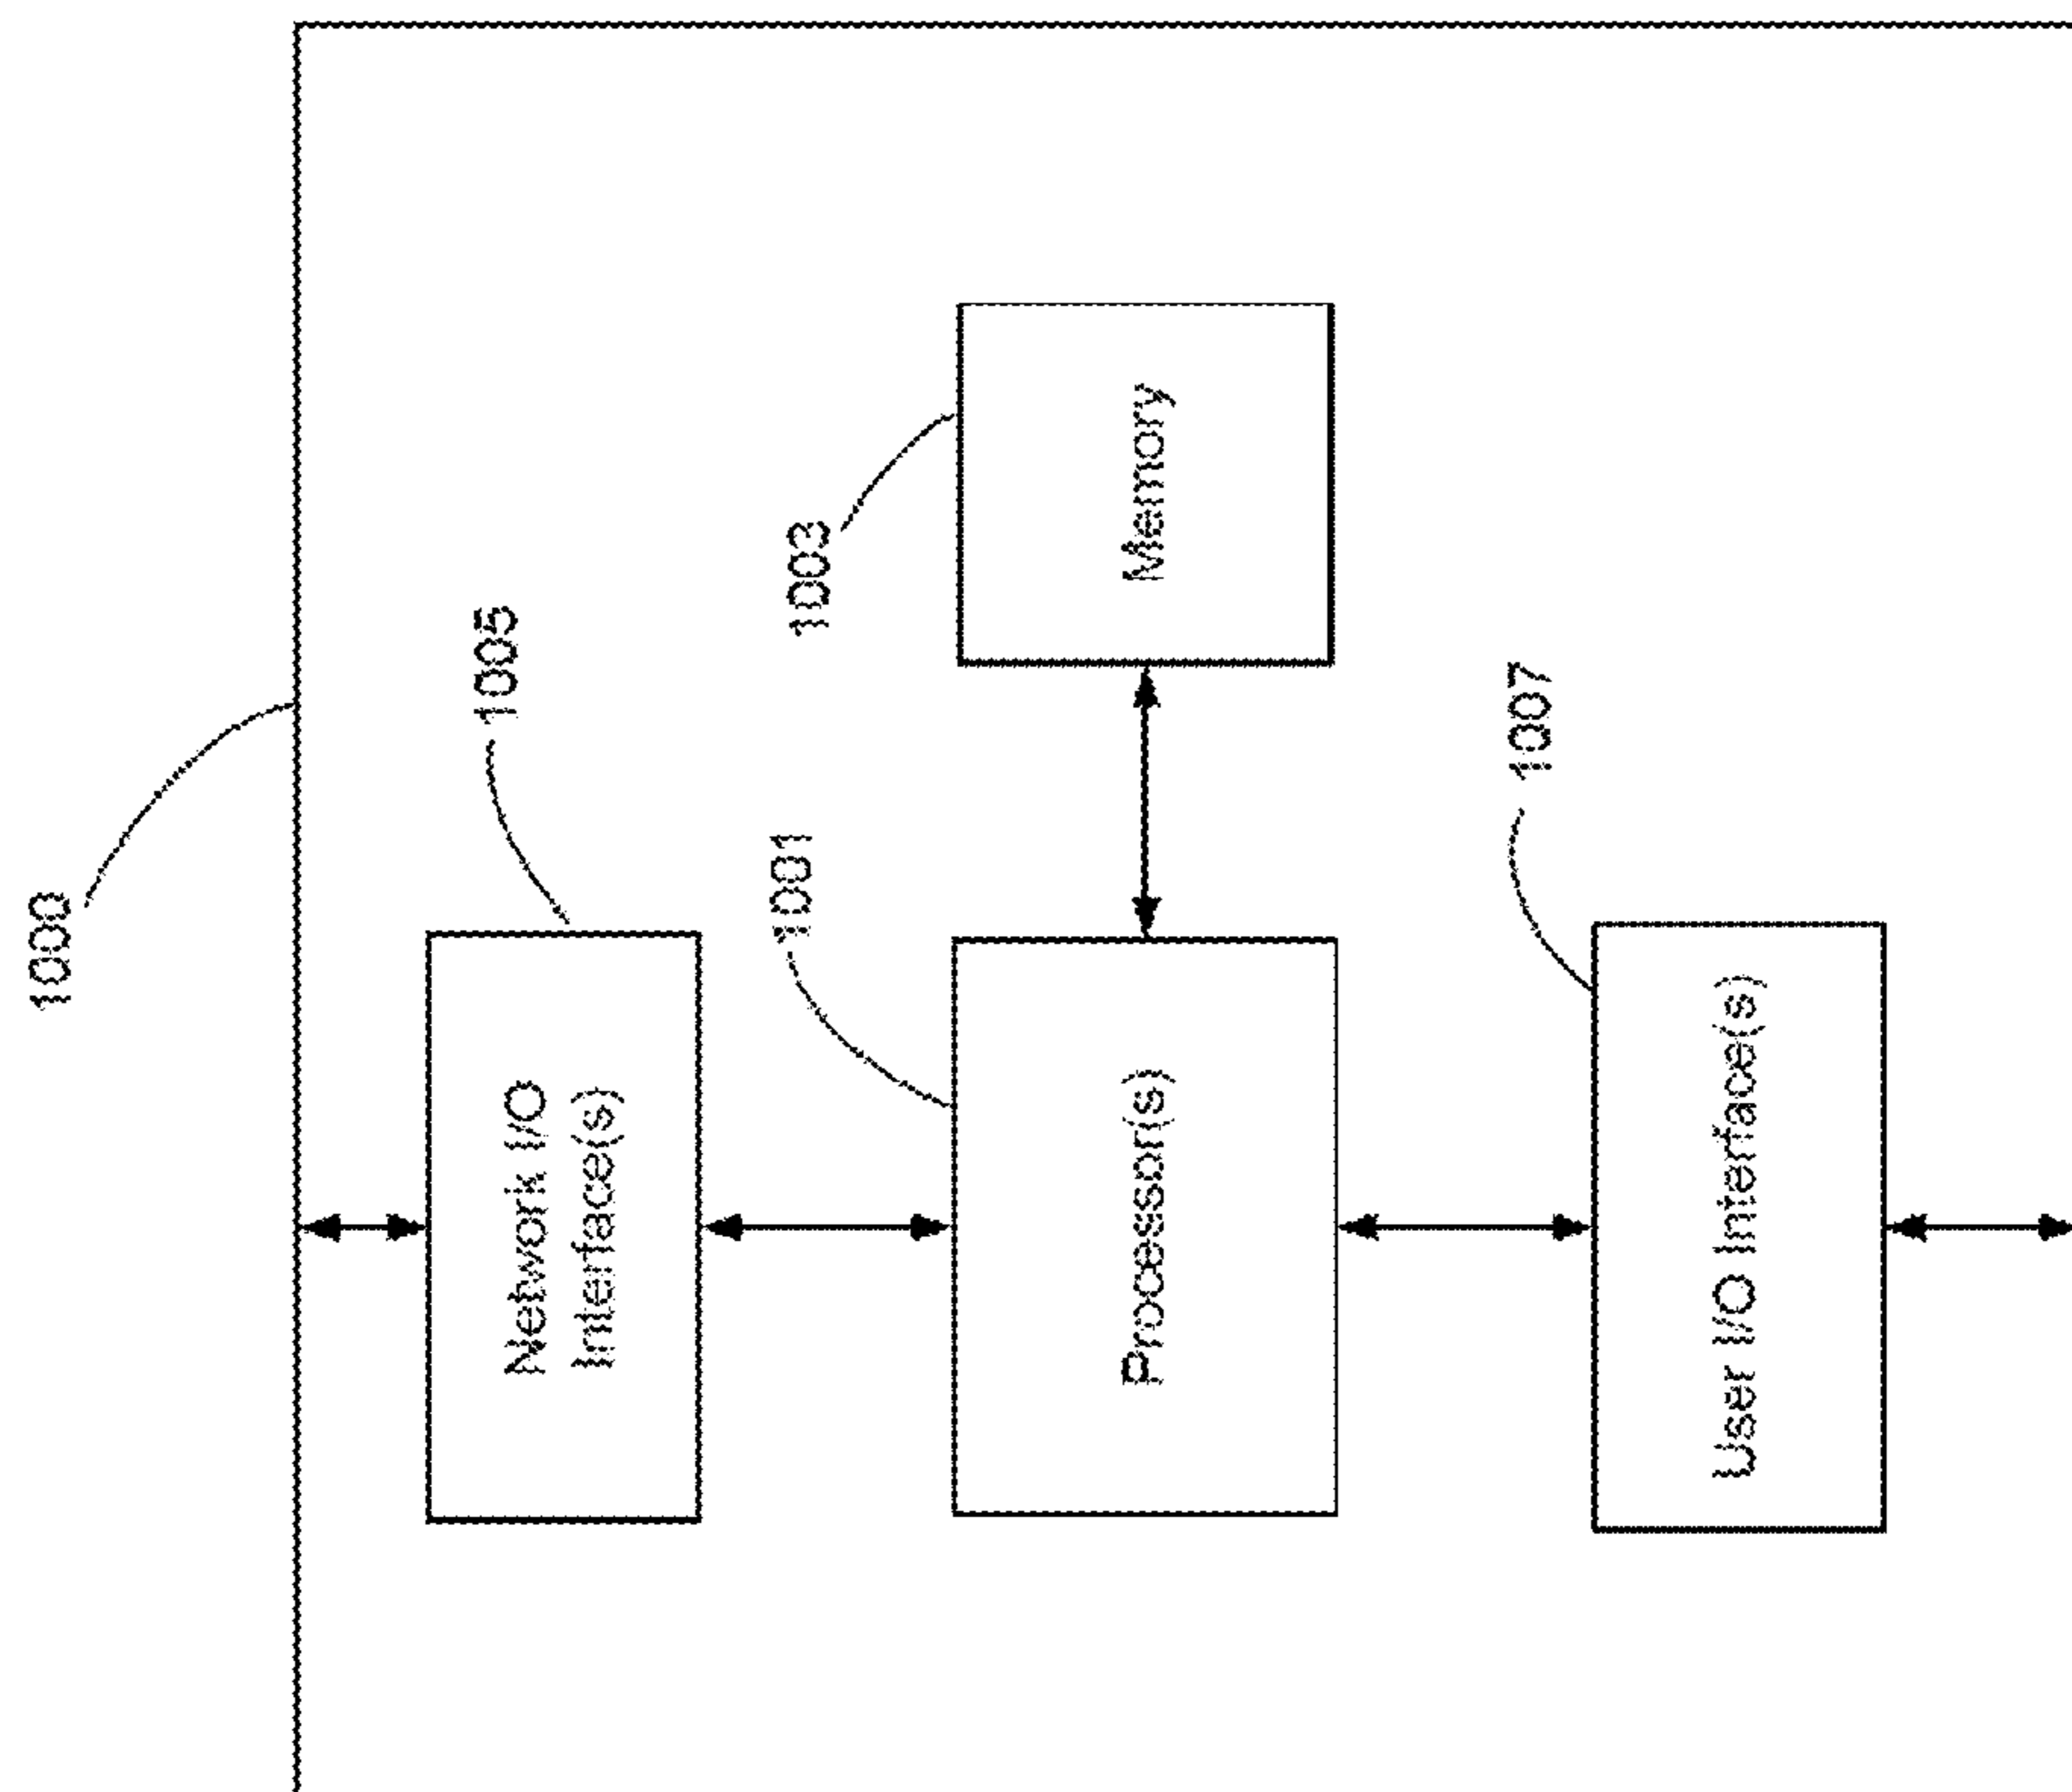 1000
1005
Network I/O
Interface(s)
1001
1003
Processor(s)
Memory
1007
User I/O Interface(s)